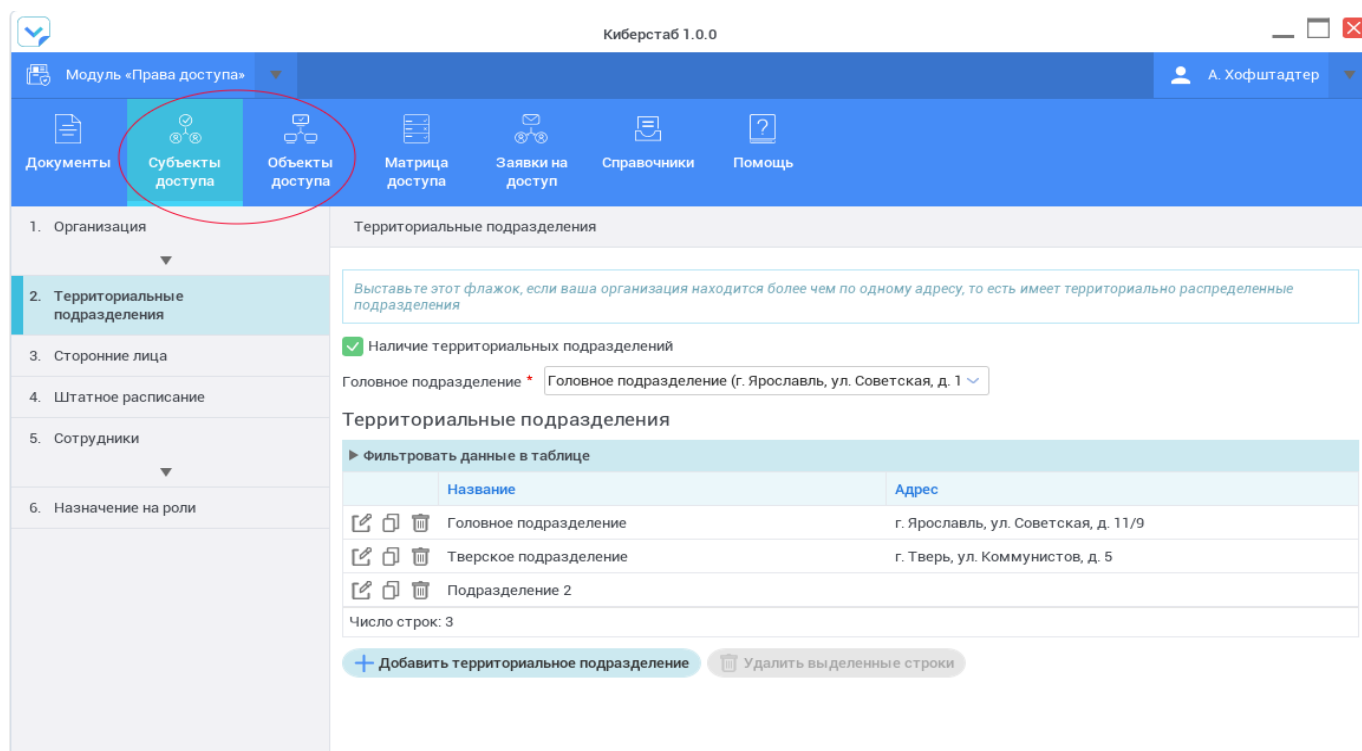 Киберстаб 1.0.0
Модуль «Права доступа»
А. Хофштадтер
Документы
Субъекты
доступа
Объекты
доступа
Матрица
доступа
Заявки на
доступ
Справочники
Помощь
1. Организация
2. Территориальные
подразделения
3. Сторонние лица
4. Штатное расписание
5. Сотрудники
6. Назначение на роли
Территориальные подразделения
Выставьте этот флажок, если ваша организация находится более чем по одному адресу, то есть имеет территориально распределенные
подразделения
Наличие территориальных подразделений
Головное подразделение * Головное подразделение (г. Ярославль, ул. Советская, д. 1
Территориальные подразделения
Фильтровать данные в таблице
Название Адрес
Головное подразделение г. Ярославль, ул. Советская, д. 11/9
Тверское подразделение г. Тверь, ул. Коммунистов, д. 5
Подразделение 2
Число строк: 3
Добавить территориальное подразделение Удалить выделенные строки